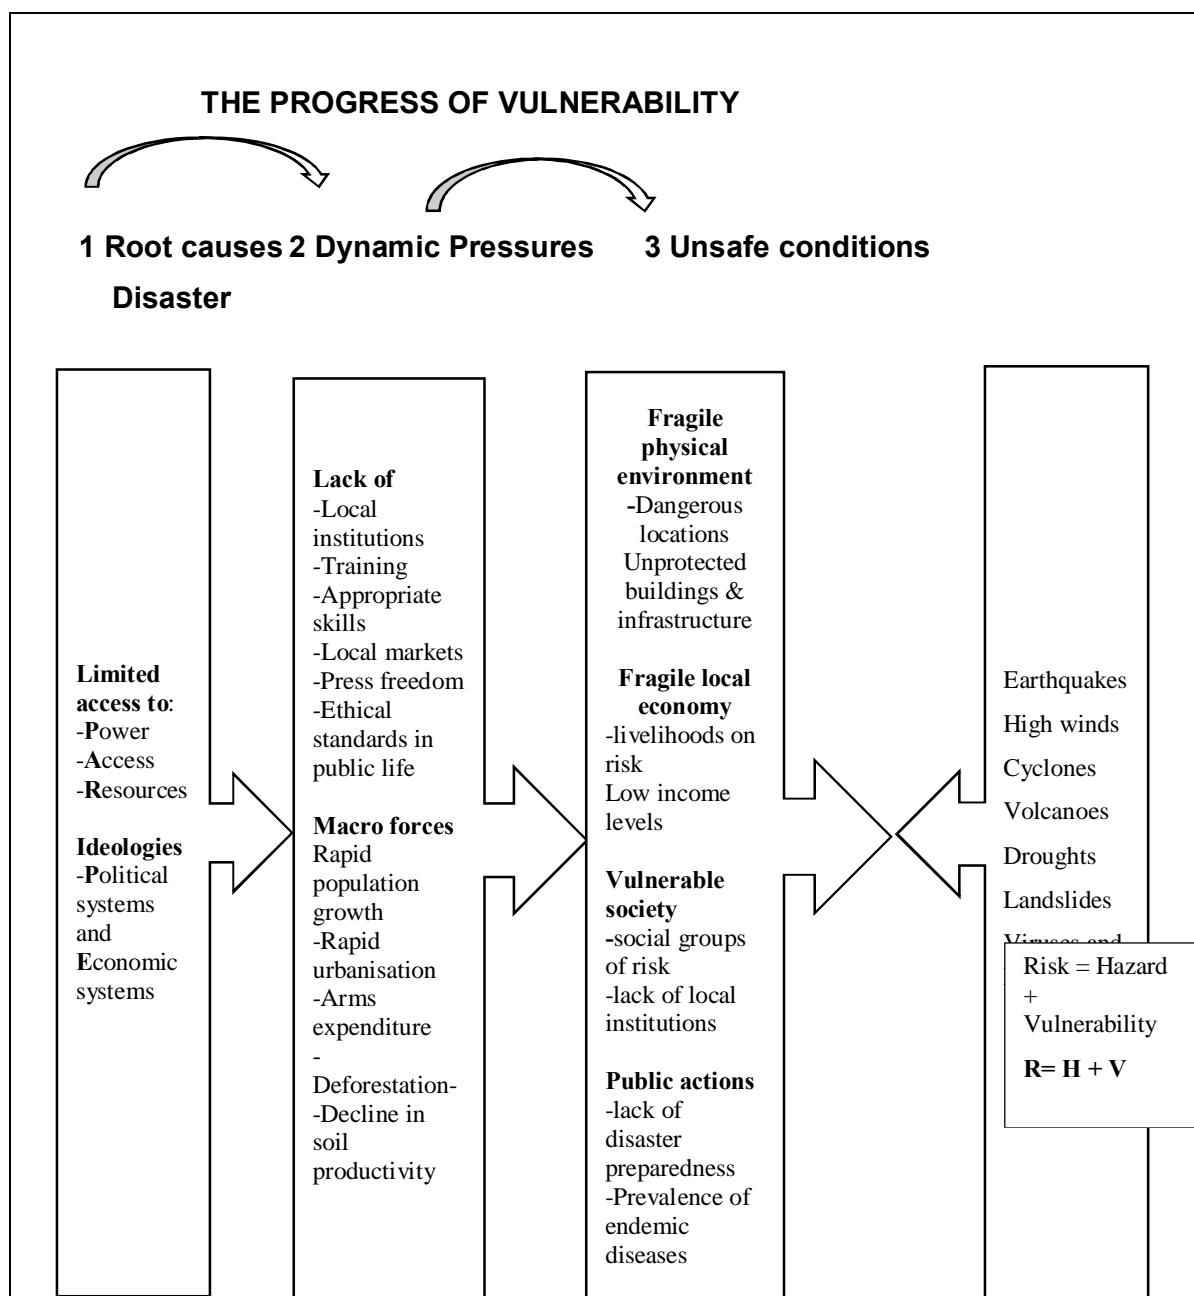 THE PROGRESS OF VULNERABILITY
1 Root causes 2 Dynamic Pressures 3 Unsafe conditions
Disaster
Limited
access to:
-Power
-Access
-Resources
Ideologies
-Political
systems
and
Economic
systems
Lack of
-Local
institutions
-Training
-Appropriate
skills
-Local markets
-Press freedom
-Ethical
standards in
public life
Macro forces
Rapid
population
growth
-Rapid
urbanisation
-Arms
expenditure
-
Deforestation-
-Decline in
soil
productivity
Fragile
physical
environment
-Dangerous
locations
Unprotected
buildings &
infrastructure
Fragile local
economy
-livelihoods on
risk
Low income
levels
Vulnerable
society
-social groups
of risk
-lack of local
institutions
Public actions
-lack of
disaster
preparedness
-Prevalence of
endemic
diseases
Earthquakes
High winds
Cyclones
Volcanoes
Droughts
Landslides
Viruses and
Risk = Hazard
+
Vulnerability
R= H + V